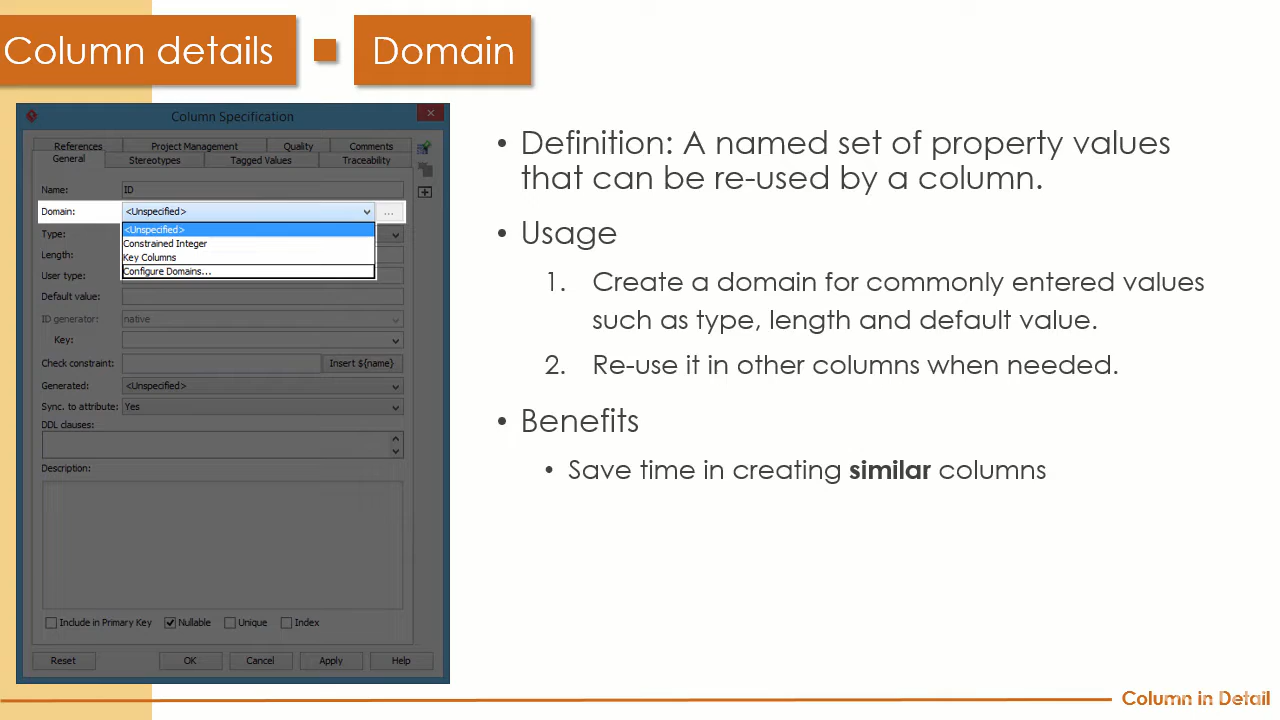 Column details ■ Domain
Column Specification
References Project Management Quality Comments
General Stereotypes Tagged Values Traceability
Name: ID
Domain: <Unspecified> ...
<Unspecified>
Type:
Constrained Integer
Length:
Key Columns
User type:
Configure Domains...
Default value:
ID generator: native
Key:
Check constraint: Insert ${name}
Generated: <Unspecified>
Sync. to attribute: Yes
DDL clauses:
Description:
Include in Primary Key Nullable Unique Index
Reset OK Cancel Apply Help
• Definition: A named set of property values
that can be re-used by a column.
• Usage
1. Create a domain for commonly entered values
such as type, length and default value.
2. Re-use it in other columns when needed.
• Benefits
• Save time in creating similar columns
Column in Detail